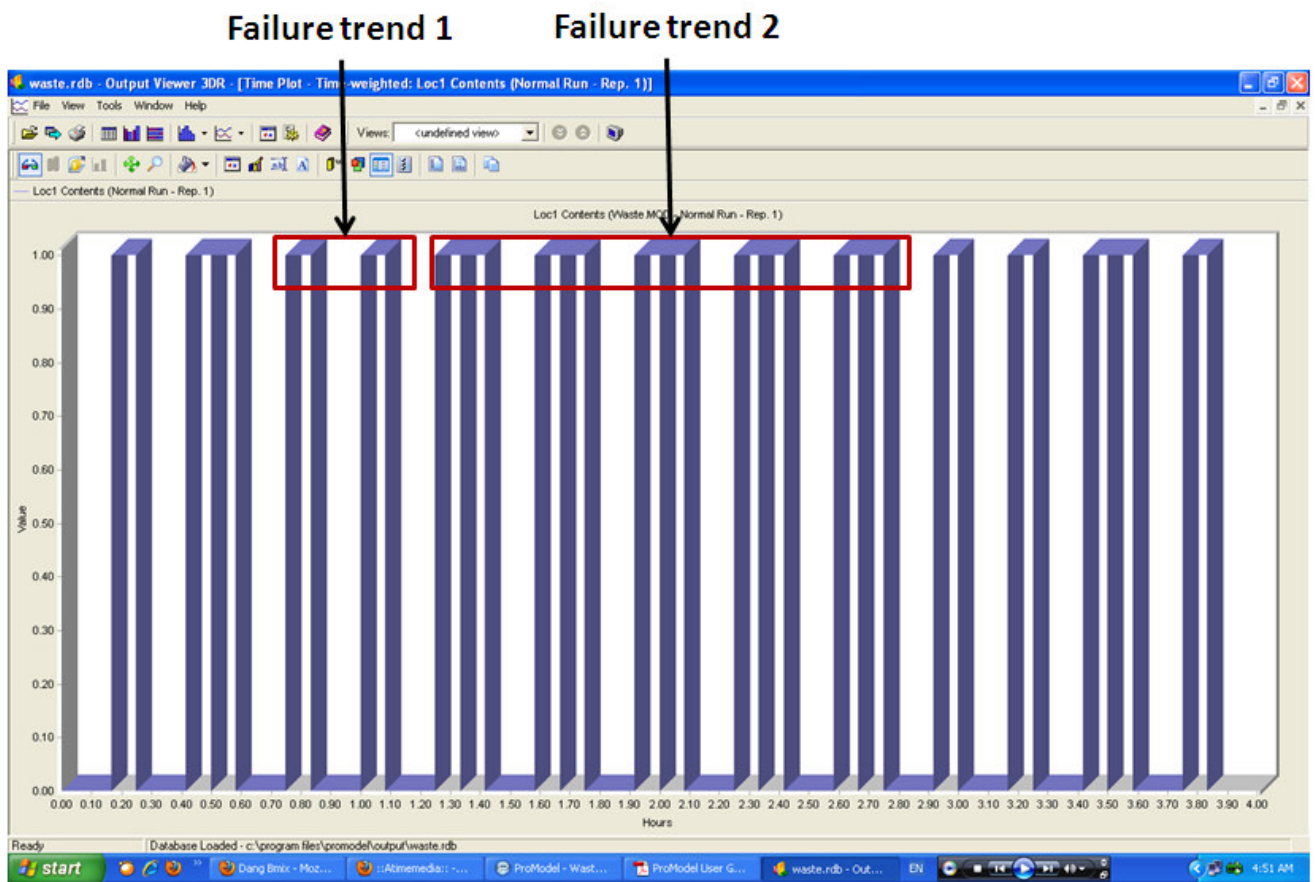 Failure trend 1
Failure trend 2
waste.rdb - Output Viewer 3DR - [Time Plot - Time-weighted: Loc1 Contents (Normal Run - Rep. 1)]
File View Tools Window Help
Views: <undefined view>
Loc1 Contents (Normal Run - Rep. 1)
Loc1 Contents (Waste.MOD - Normal Run - Rep. 1)
1.00
0.90
0.80
0.70
0.60
0.50
0.40
0.30
0.20
0.10
0.00
Value
0.00 0.10 0.20 0.30 0.40 0.50 0.60 0.70 0.80 0.90 1.00 1.10 1.20 1.30 1.40 1.50 1.60 1.70 1.80 1.90 2.00 2.10 2.20 2.30 2.40 2.50 2.60 2.70 2.80 2.90 3.00 3.10 3.20 3.30 3.40 3.50 3.60 3.70 3.80 3.90 4.00
Hours
Ready Database Loaded - c:\program files\promodel\output\waste.rdb
start Dang Bmix - Moz... ::Atimemedia:: -... ProModel - Wast... ProModel User G... waste.rdb - Out... EN 4:51 AM